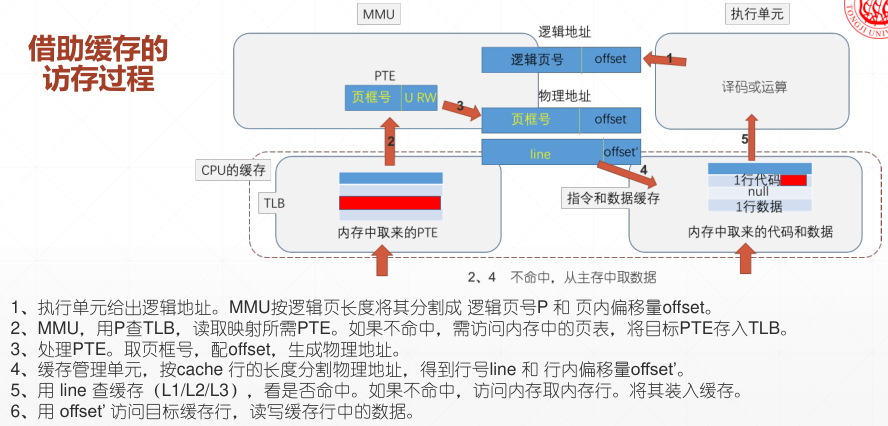 借助缓存的
访存过程
MMU
执行单元
逻辑地址
逻辑页号 offset
1
译码或运算
PTE
页框号 U RW
3
物理地址
页框号 offset
2
line offset'
4
5
CPU的缓存
TLB
指令和数据缓存
1行代码
null
1行数据
内存中取来的PTE
内存中取来的代码和数据
2、4 不命中，从主存中取数据
1、执行单元给出逻辑地址。MMU按逻辑页长度将其分割成 逻辑页号P 和 页内偏移量offset。
2、MMU，用P查TLB，读取映射所需PTE。如果不命中，需访问内存中的页表，将目标PTE存入TLB。
3、处理PTE。取页框号，配offset，生成物理地址。
4、缓存管理单元，按cache 行的长度分割物理地址，得到行号line 和 行内偏移量offset'。
5、用 line 查缓存（L1/L2/L3），看是否命中。如果不命中，访问内存取内存行。将其装入缓存。
6、用 offset' 访问目标缓存行，读写缓存行中的数据。